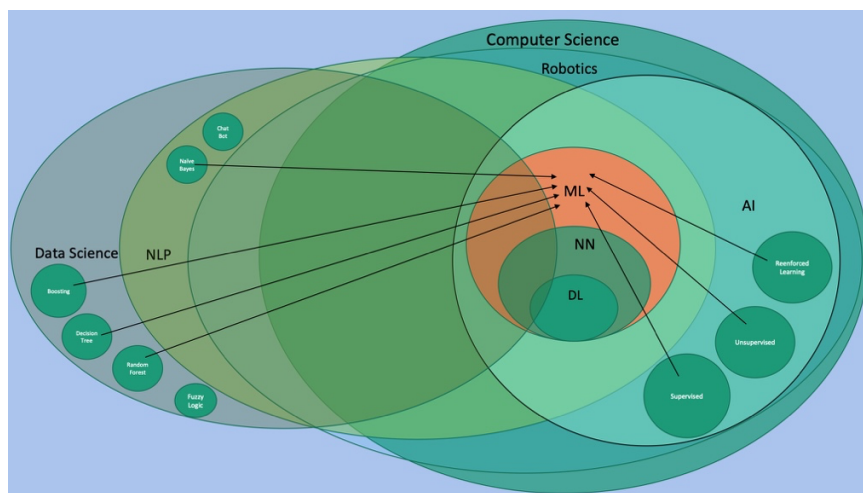 Computer Science
Robotics
Chat
Bot
Naïve
Bayes
ML
AI
Data Science
NLP
NN
Reenforced
Learning
Boosting
DL
Decision
Tree
Unsupervised
Random
Forest
Supervised
Fuzzy
Logic